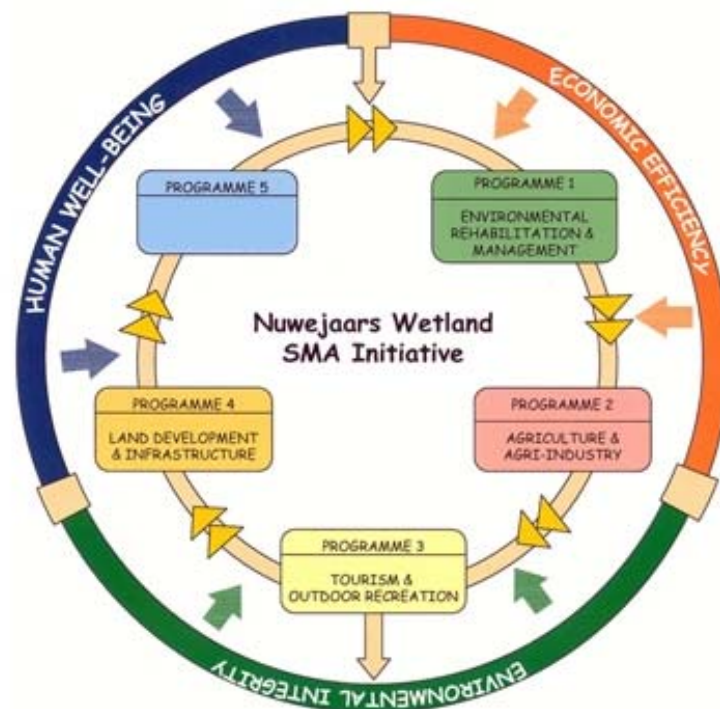 HUMAN WELL-BEING
ECONOMIC EFFICIENCY
PROGRAMME 5
PROGRAMME 1
ENVIRONMENTAL
REHABILITATION &
MANAGEMENT
Nuwejaars Wetland
SMA Initiative
PROGRAMME 4
LAND DEVELOPMENT
& INFRASTRUCTURE
PROGRAMME 2
AGRICULTURE &
AGRI-INDUSTRY
PROGRAMME 3
TOURISM &
OUTDOOR RECREATION
ENVIRONMENTAL INTEGRITY